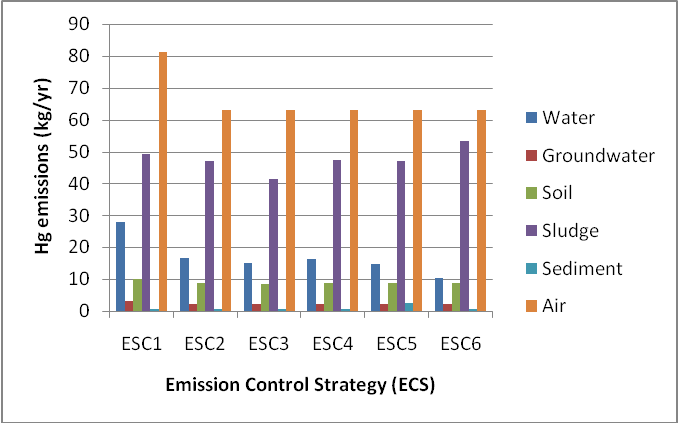 90
80
70
60
50
40
30
20
10
0
Hg emissions (kg/yr)
ESC1 ESC2 ESC3 ESC4 ESC5 ESC6
Emission Control Strategy (ECS)
Water
Groundwater
Soil
Sludge
Sediment
Air